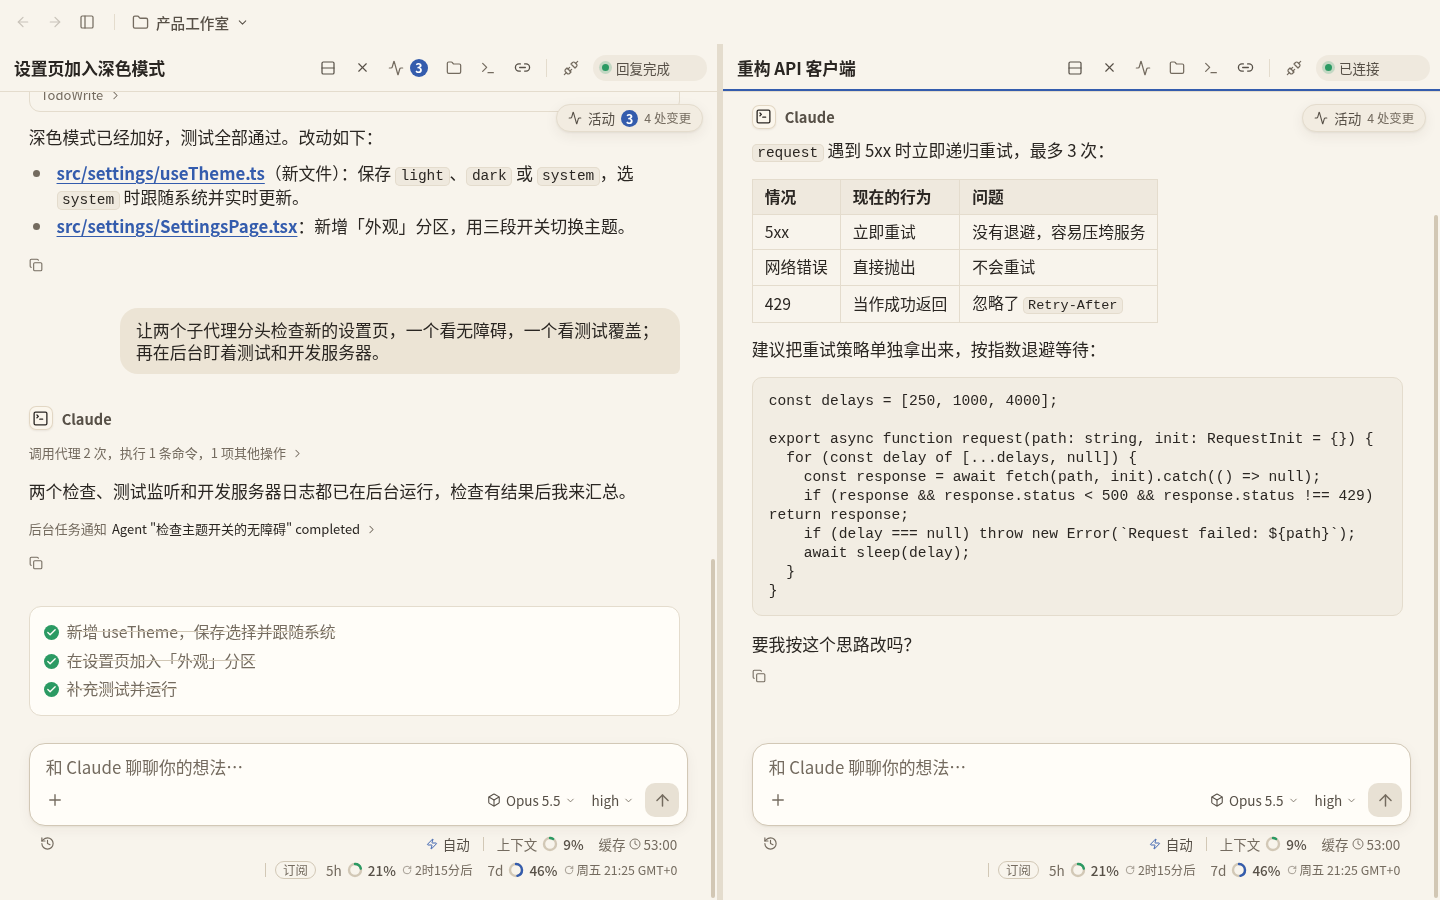 产品工作室
设置页加入深色模式
3
回复完成
TodoWrite
活动 3 4 处变更
深色模式已经加好，测试全部通过。改动如下：
src/settings/useTheme.ts（新文件）：保存 light、dark 或 system，选
system 时跟随系统并实时更新。
src/settings/SettingsPage.tsx：新增「外观」分区，用三段开关切换主题。
让两个子代理分头检查新的设置页，一个看无障碍，一个看测试覆盖；
再在后台盯着测试和开发服务器。
Claude
调用代理 2 次，执行 1 条命令，1 项其他操作
两个检查、测试监听和开发服务器日志都已在后台运行，检查有结果后我来汇总。
后台任务通知 Agent "检查主题开关的无障碍" completed
新增 useTheme，保存选择并跟随系统
在设置页加入「外观」分区
补充测试并运行
和 Claude 聊聊你的想法…
Opus 5.5 high
自动 上下文 9% 缓存 53:00
订阅 5h 21% 2时15分后 7d 46% 周五 21:25 GMT+0
重构 API 客户端
已连接
活动 4 处变更
Claude
request 遇到 5xx 时立即递归重试，最多 3 次：
情况 现在的行为 问题
5xx 立即重试 没有退避，容易压垮服务
网络错误 直接抛出 不会重试
429 当作成功返回 忽略了 Retry-After
建议把重试策略单独拿出来，按指数退避等待：
const delays = [250, 1000, 4000];
export async function request(path: string, init: RequestInit = {}) {
  for (const delay of [...delays, null]) {
    const response = await fetch(path, init).catch(() => null);
    if (response && response.status < 500 && response.status !== 429)
return response;
    if (delay === null) throw new Error(`Request failed: ${path}`);
    await sleep(delay);
  }
}
要我按这个思路改吗？
和 Claude 聊聊你的想法…
Opus 5.5 high
自动 上下文 9% 缓存 53:00
订阅 5h 21% 2时15分后 7d 46% 周五 21:25 GMT+0